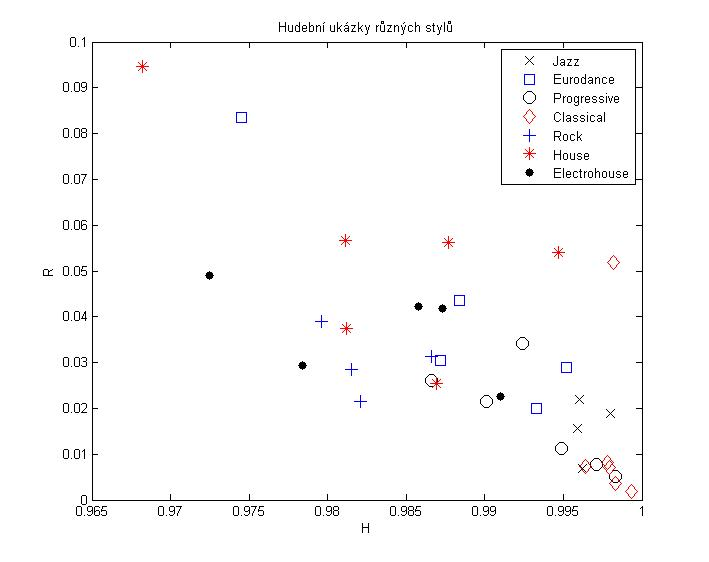 Hudební ukázky různých stylů
0.1
0.09
0.08
0.07
0.06
0.05
0.04
0.03
0.02
0.01
0
R
0.965
0.97
0.975
0.98
0.985
0.99
0.995
1
H
Jazz
Eurodance
Progressive
Classical
Rock
House
Electrohouse